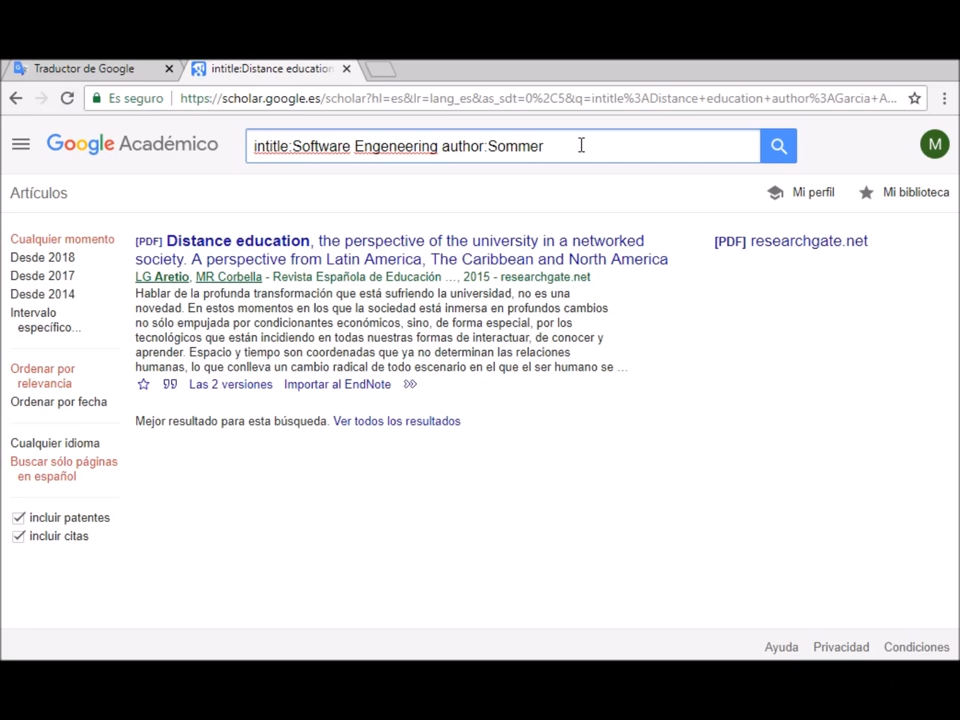 Traductor de Google
intitle:Distance education
Es seguro
https://scholar.google.es/scholar?hl=es&lr=lang_es&as_sdt=0%2C5&q=intitle%3ADistance+education+author%3AGarcia+A...
Google Académico
intitle:Software Engeneering author:Sommer
M
Artículos
Mi perfil
Mi biblioteca
Cualquier momento
Desde 2018
Desde 2017
Desde 2014
Intervalo
específico...
Ordenar por
relevancia
Ordenar por fecha
Cualquier idioma
Buscar sólo páginas
en español
incluir patentes
incluir citas
[PDF] Distance education, the perspective of the university in a networked
society. A perspective from Latin America, The Caribbean and North America
LG Aretio, MR Corbella - Revista Española de Educación ..., 2015 - researchgate.net
Hablar de la profunda transformación que está sufriendo la universidad, no es una
novedad. En estos momentos en los que la sociedad está inmersa en profundos cambios
no sólo empujada por condicionantes económicos, sino, de forma especial, por los
tecnológicos que están incidiendo en todas nuestras formas de interactuar, de conocer y
aprender. Espacio y tiempo son coordenadas que ya no determinan las relaciones
humanas, lo que conlleva un cambio radical de todo escenario en el que el ser humano se ...
Las 2 versiones Importar al EndNote
Mejor resultado para esta búsqueda. Ver todos los resultados
[PDF] researchgate.net
Ayuda Privacidad Condiciones